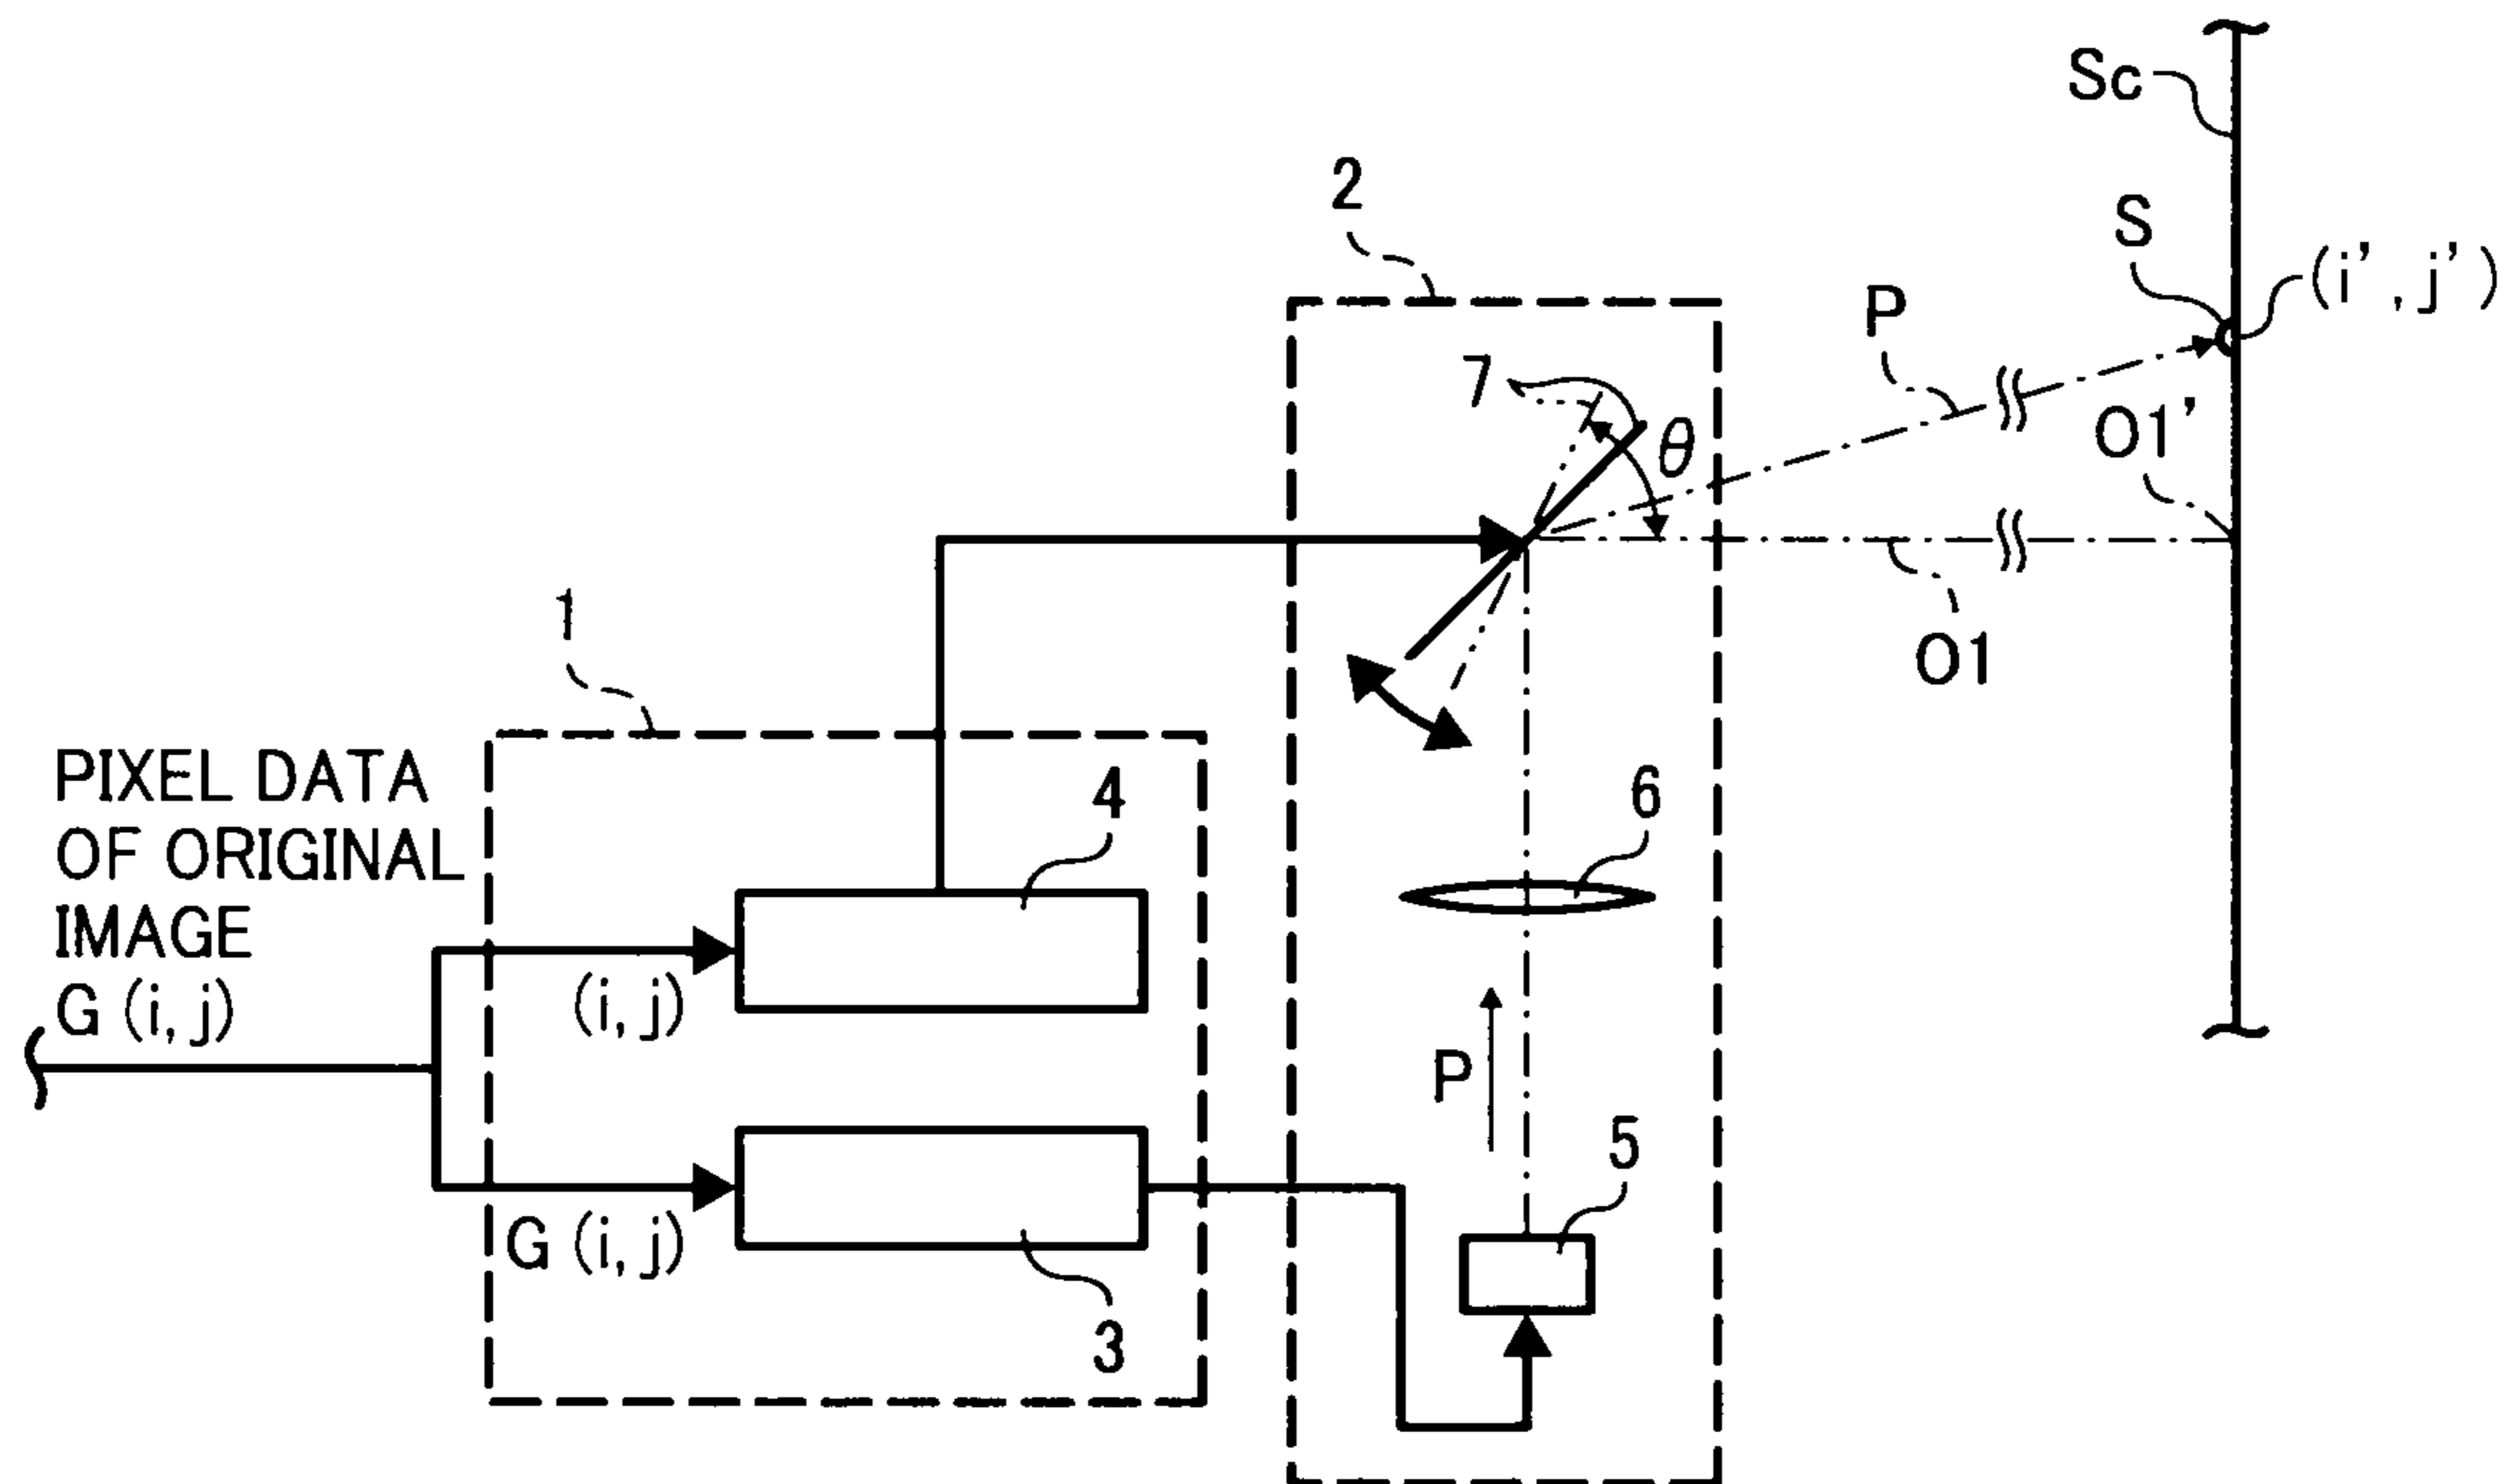 Sc
2
S
(i',j')
P
7
θ
O1'
1
O1
PIXEL DATA
OF ORIGINAL
IMAGE
G (i,j)
4
6
(i,j)
P
5
G (i,j)
3